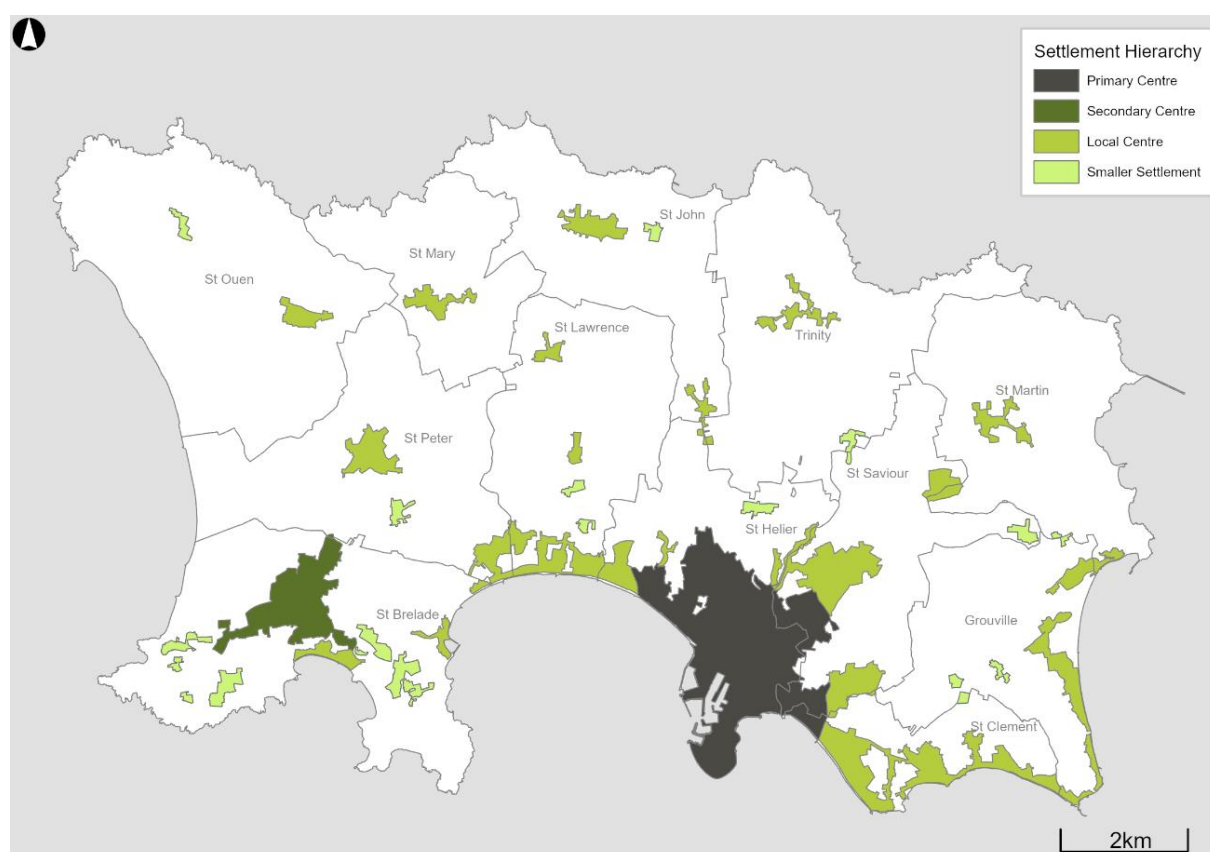 Settlement Hierarchy
Primary Centre
Secondary Centre
Local Centre
Smaller Settlement
St John
St Mary
St Ouen
St Lawrence
Trinity
St Martin
St Peter
St Saviour
St Helier
St Brelade
Grouville
St Clement
2km